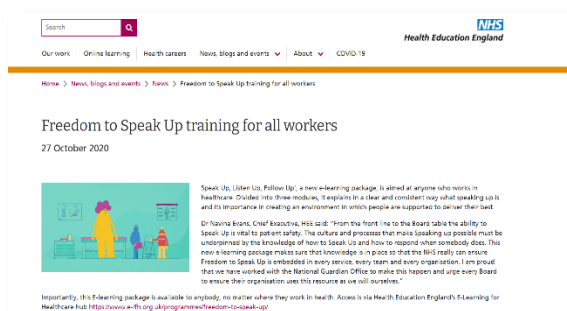 Search
NHS
Health Education England
Our work Online learning Health careers News, blogs and events About COVID-19
Home > News, blogs and events > News > Freedom to Speak Up training for all workers
Freedom to Speak Up training for all workers
27 October 2020
Speak Up, Listen Up, Follow Up', a new e-learning package, is aimed at anyone who works in
healthcare. Divided into three modules, it explains in a clear and consistent way what speaking up is
and its importance in creating an environment in which people are supported to deliver their best.
Dr Navina Evans, Chief Executive, HEE said: "From the front line to the Board table the ability to
Speak Up is vital to patient safety. The culture and processes that make Speaking up possible must be
underpinned by the knowledge of how to Speak Up and how to respond when somebody does. This
new e-learning package makes sure that knowledge is in place so that the NHS really can ensure
Freedom to Speak Up is embedded in every service, every team and every organisation. I am proud
that we have worked with the National Guardian Office to make this happen and urge every Board
to ensure their organisation uses this resource as we will ourselves."
Importantly, this E-learning package is available to anybody, no matter where they work in health. Access is via Health Education England's E-Learning for
Healthcare hub https://www.e-lfh.org.uk/programmes/freedom-to-speak-up/